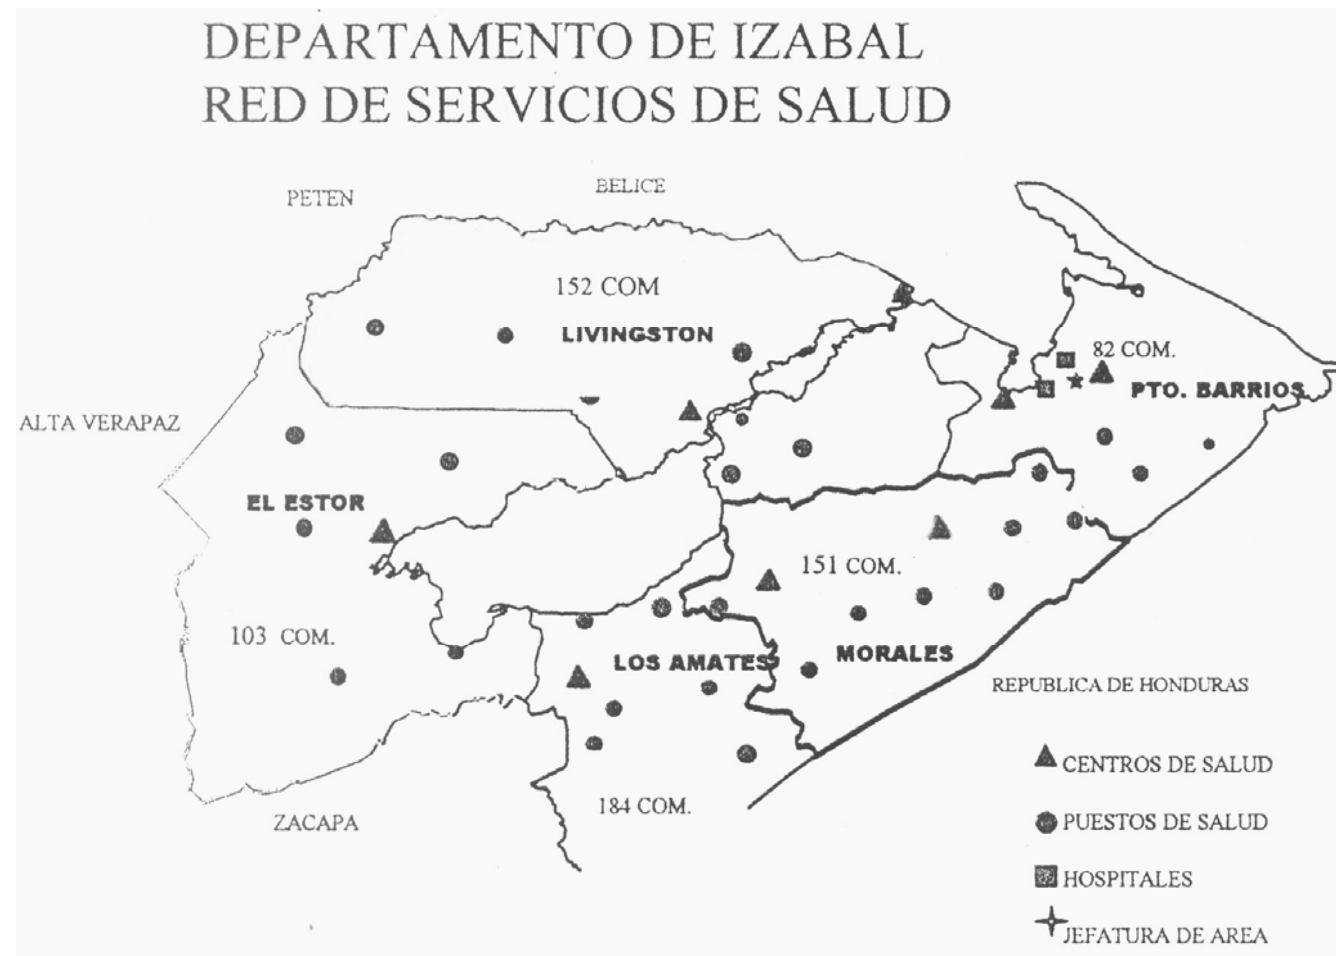 DEPARTAMENTO DE IZABAL
RED DE SERVICIOS DE SALUD
BELICE
PETEN
152 COM
LIVINGSTON
82 COM.
PTO. BARRIOS
ALTA VERAPAZ
EL ESTOR
151 COM.
103 COM.
LOS AMATES
MORALES
REPUBLICA DE HONDURAS
CENTROS DE SALUD
184 COM.
ZACAPA
PUESTOS DE SALUD
HOSPITALES
JEFATURA DE AREA